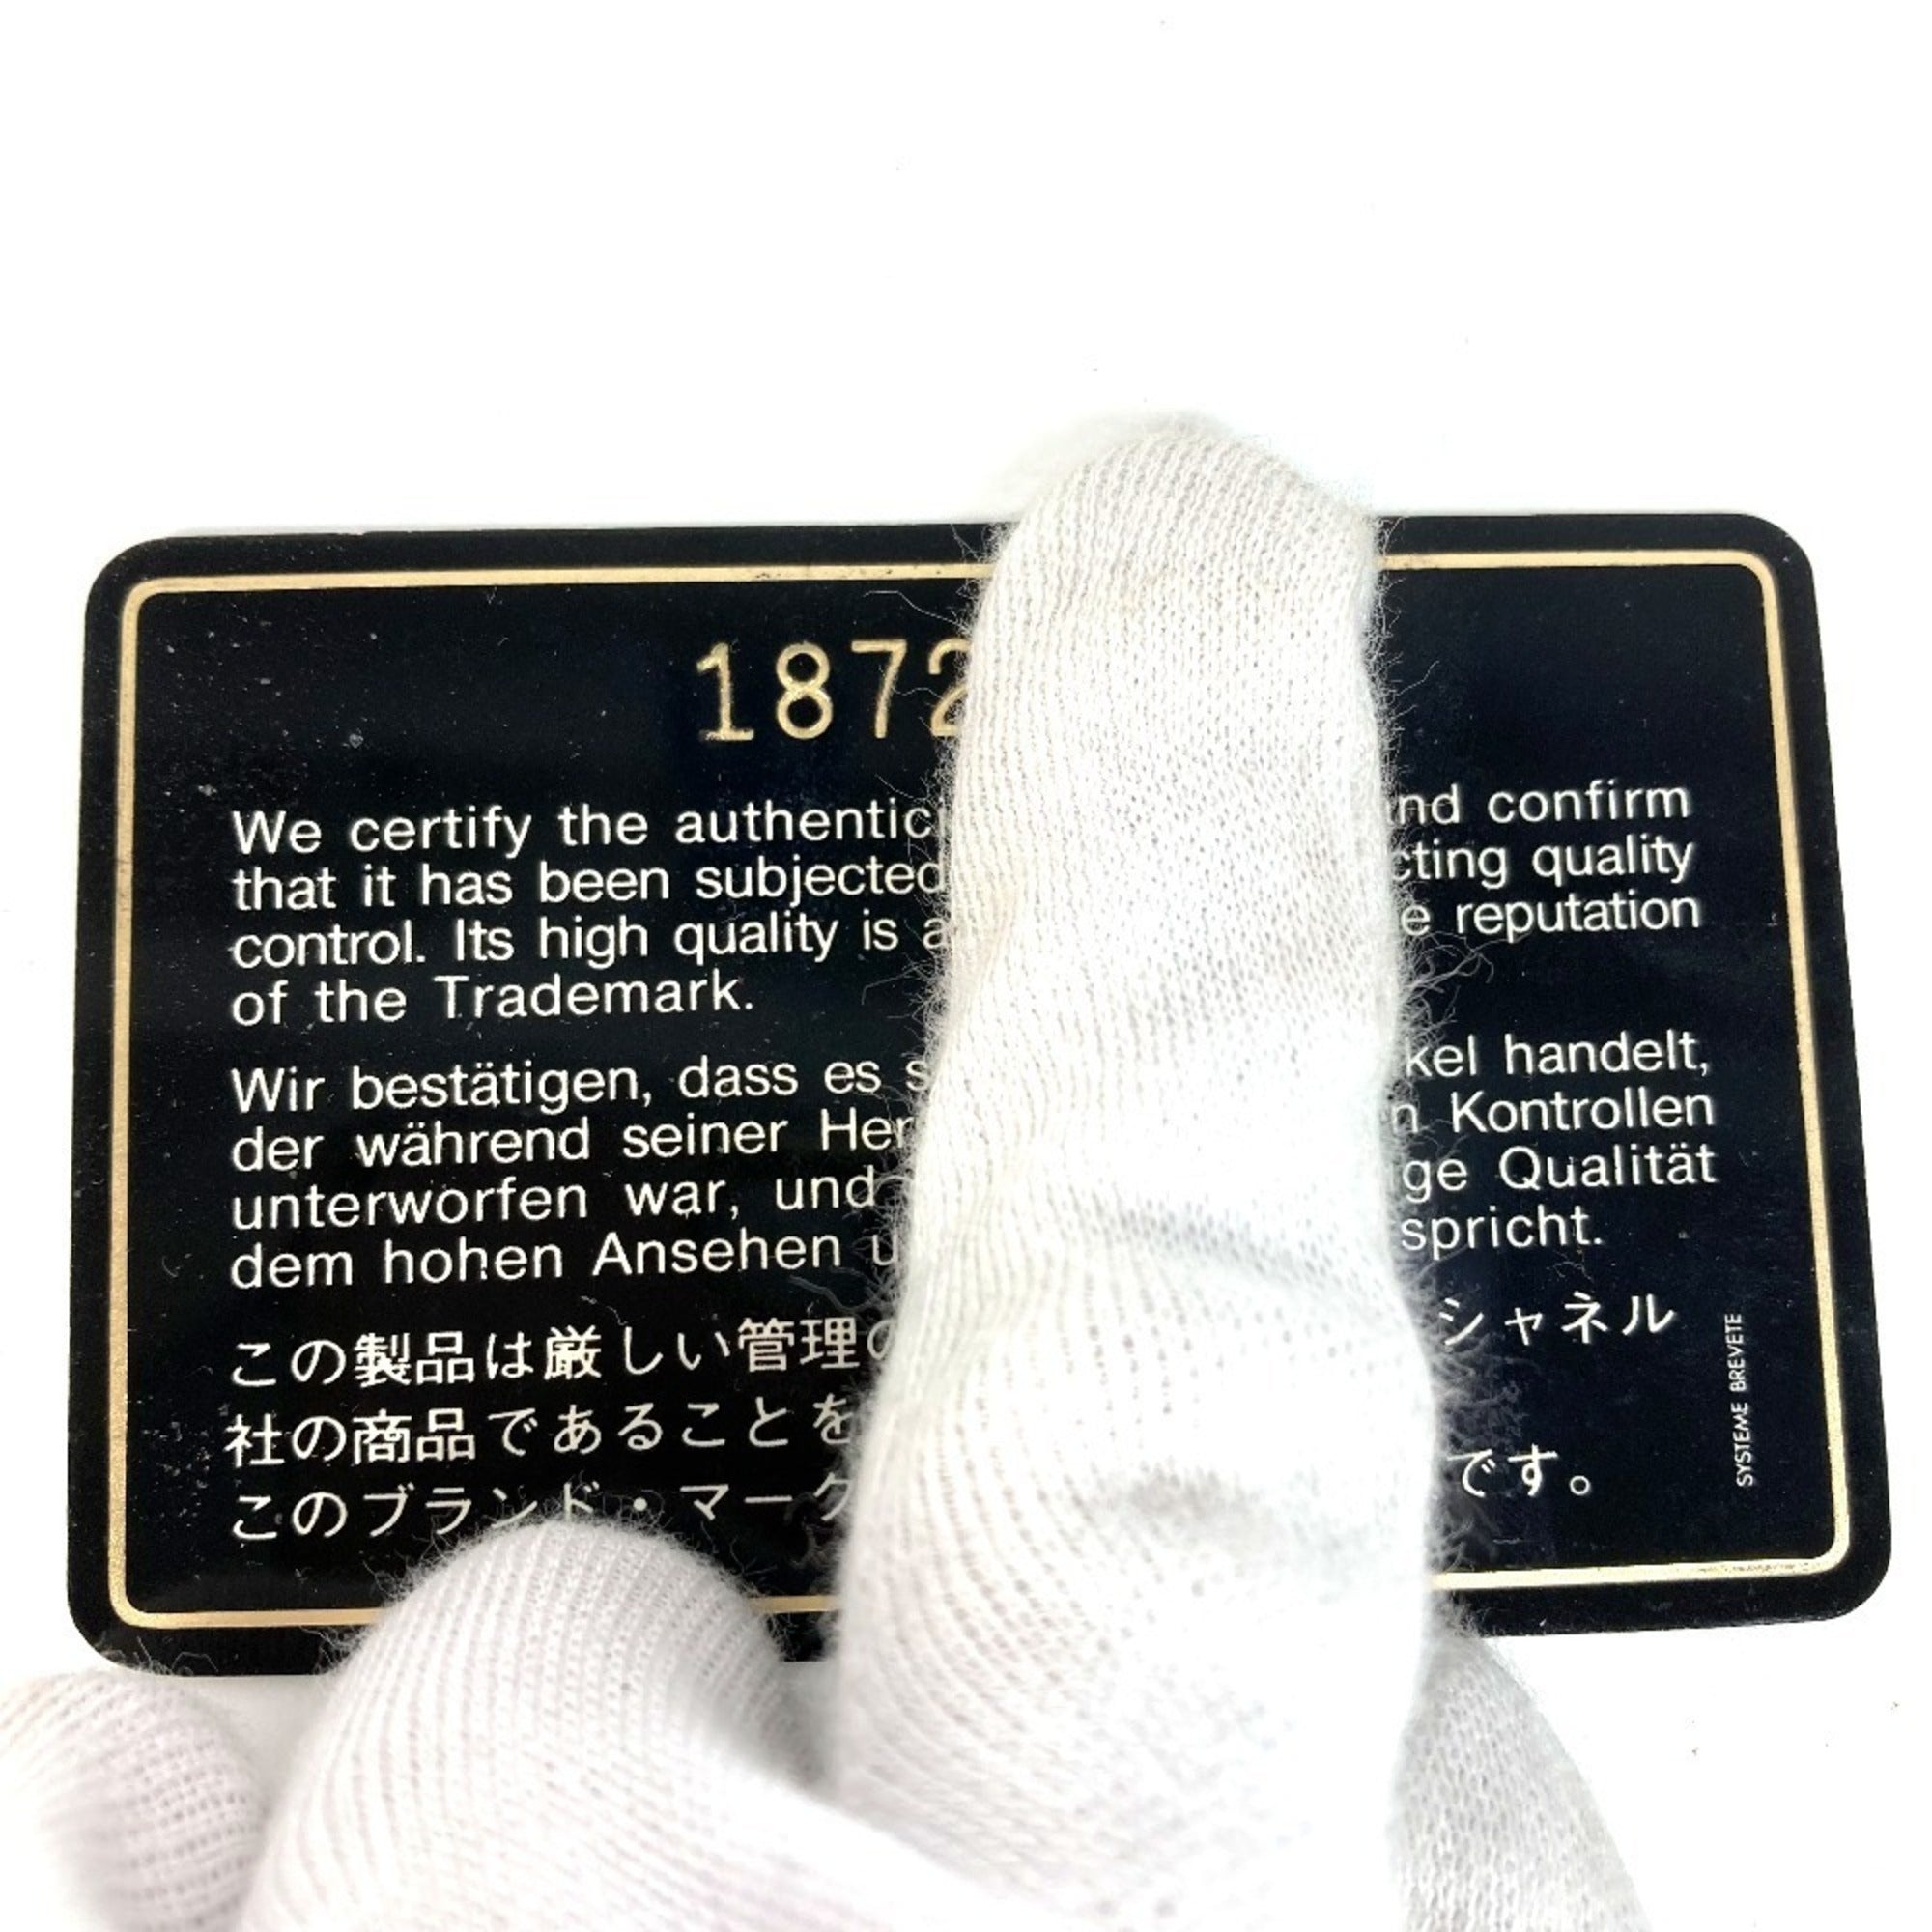 1872
We certify the nd confirm
that it has been subjected cting quality
control. Its high quality is e reputation
of the Trademark.
Wir bestätigen, dass es kel handelt,
der während seiner Kontrollen
unterworfen war, und ge Qualität
dem hohen Ansehen spricht.
この製品は厳しい管理の シャネル
社の商品であることを
このブランド・マーク です。
SYSTEME BREVETE